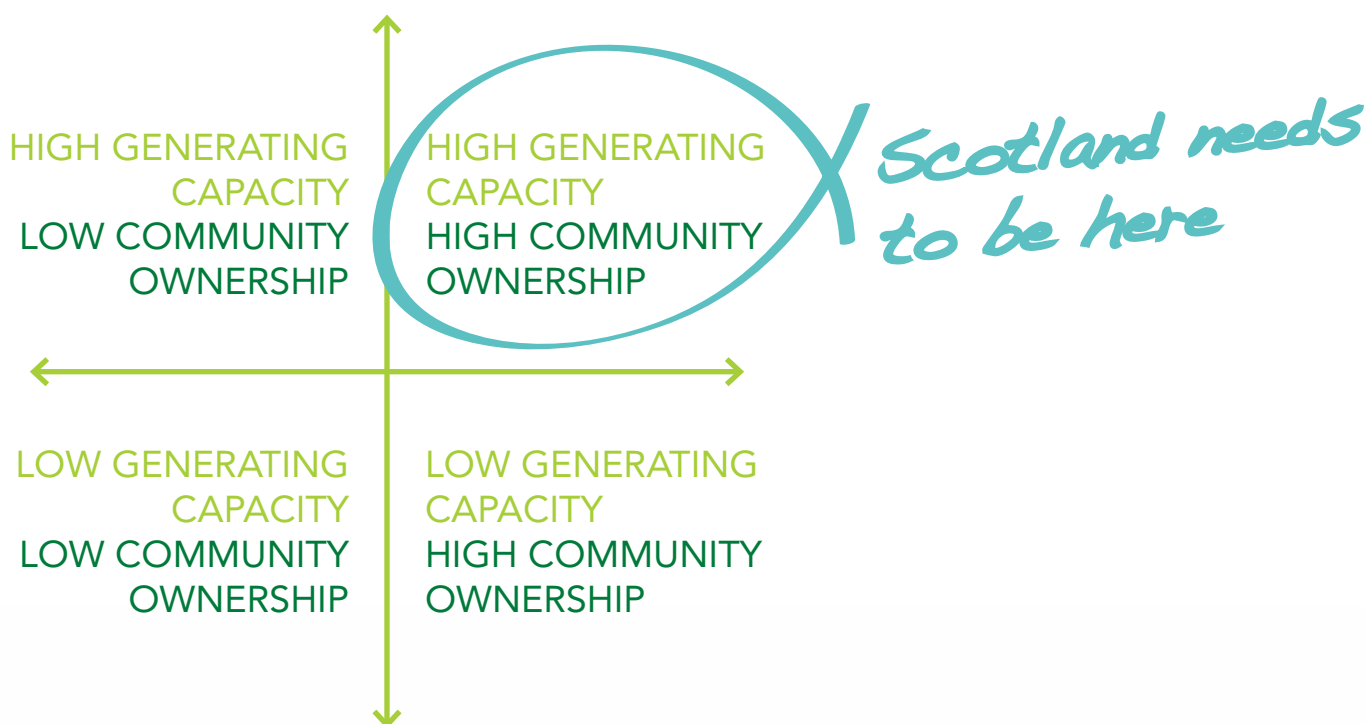 HIGH GENERATING
CAPACITY
LOW COMMUNITY
OWNERSHIP
HIGH GENERATING
CAPACITY
HIGH COMMUNITY
OWNERSHIP
Scotland needs
to be here
LOW GENERATING
CAPACITY
LOW COMMUNITY
OWNERSHIP
LOW GENERATING
CAPACITY
HIGH COMMUNITY
OWNERSHIP